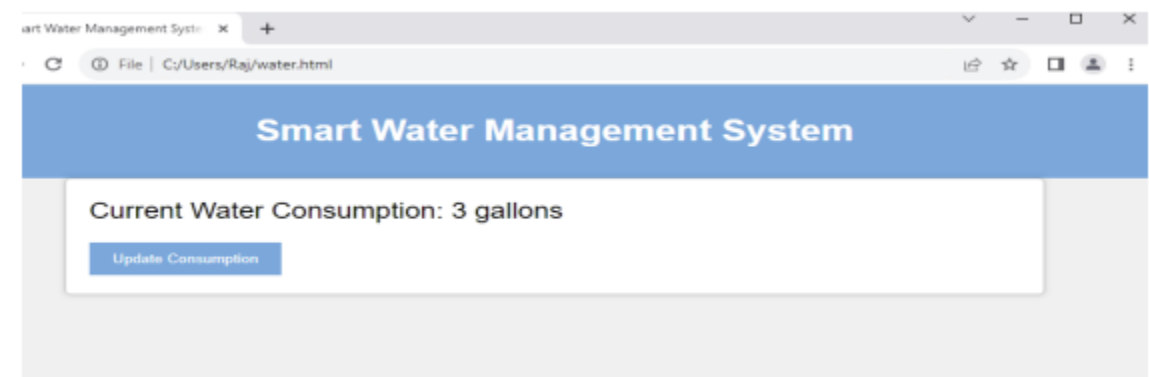 art Water Management Syste
File | C:/Users/Raj/water.html
Smart Water Management System
Current Water Consumption: 3 gallons
Update Consumption